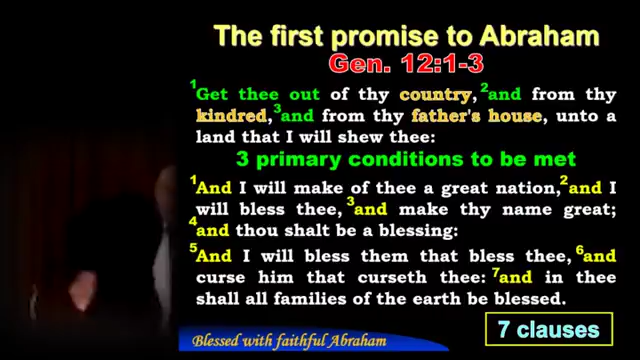 The first promise to Abraham
Gen. 12:1-3
1Get thee out of thy country, 2and from thy
kindred, 3and from thy father's house, unto a
land that I will shew thee:
3 primary conditions to be met
1And I will make of thee a great nation, 2and I
will bless thee, 3and make thy name great;
4and thou shalt be a blessing:
5And I will bless them that bless thee, 6and
curse him that curseth thee: 7and in thee
shall all families of the earth be blessed.
7 clauses
Blessed with faithful Abraham